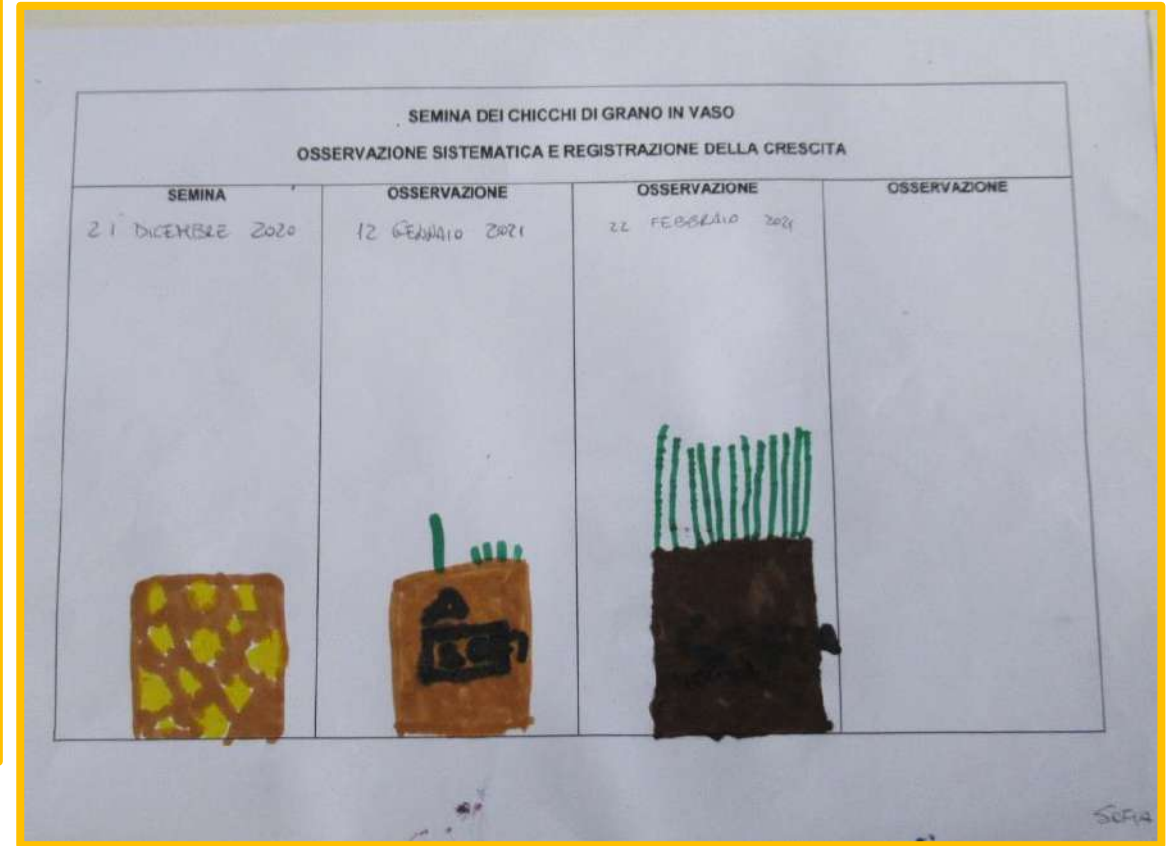 SEMINA DEI CHICCHI DI GRANO IN VASO
OSSERVAZIONE SISTEMATICA E REGISTRAZIONE DELLA CRESCITA
SEMINA
21 DICEMBRE 2020
OSSERVAZIONE
12 GENNAIO 2021
OSSERVAZIONE
22 FEBBRAIO 2021
OSSERVAZIONE
SOFIA